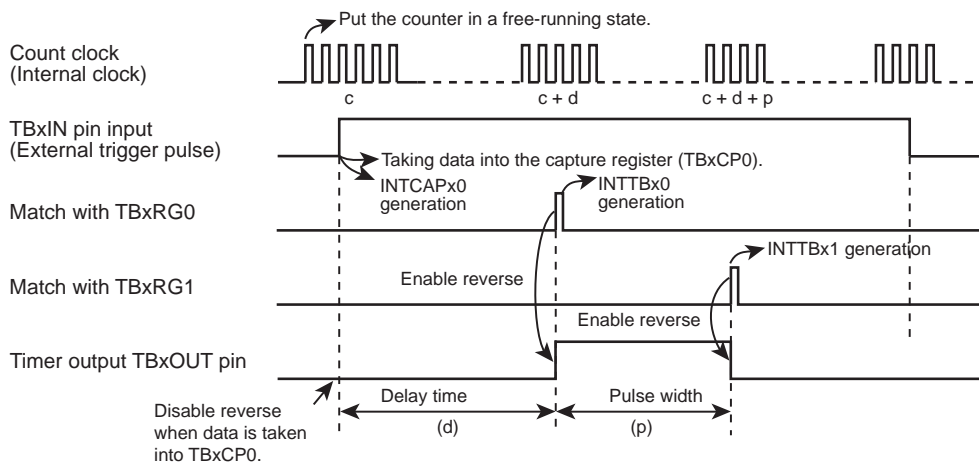 Put the counter in a free-running state.
Count clock
(Internal clock)
c
c + d
c + d + p
TBxIN pin input
(External trigger pulse)
Taking data into the capture register (TBxCP0).
INTCAPx0
generation
INTTBx0
generation
Match with TBxRG0
INTTBx1 generation
Enable reverse
Match with TBxRG1
Enable reverse
Timer output TBxOUT pin
Disable reverse
when data is taken
into TBxCP0.
Delay time
(d)
Pulse width
(p)